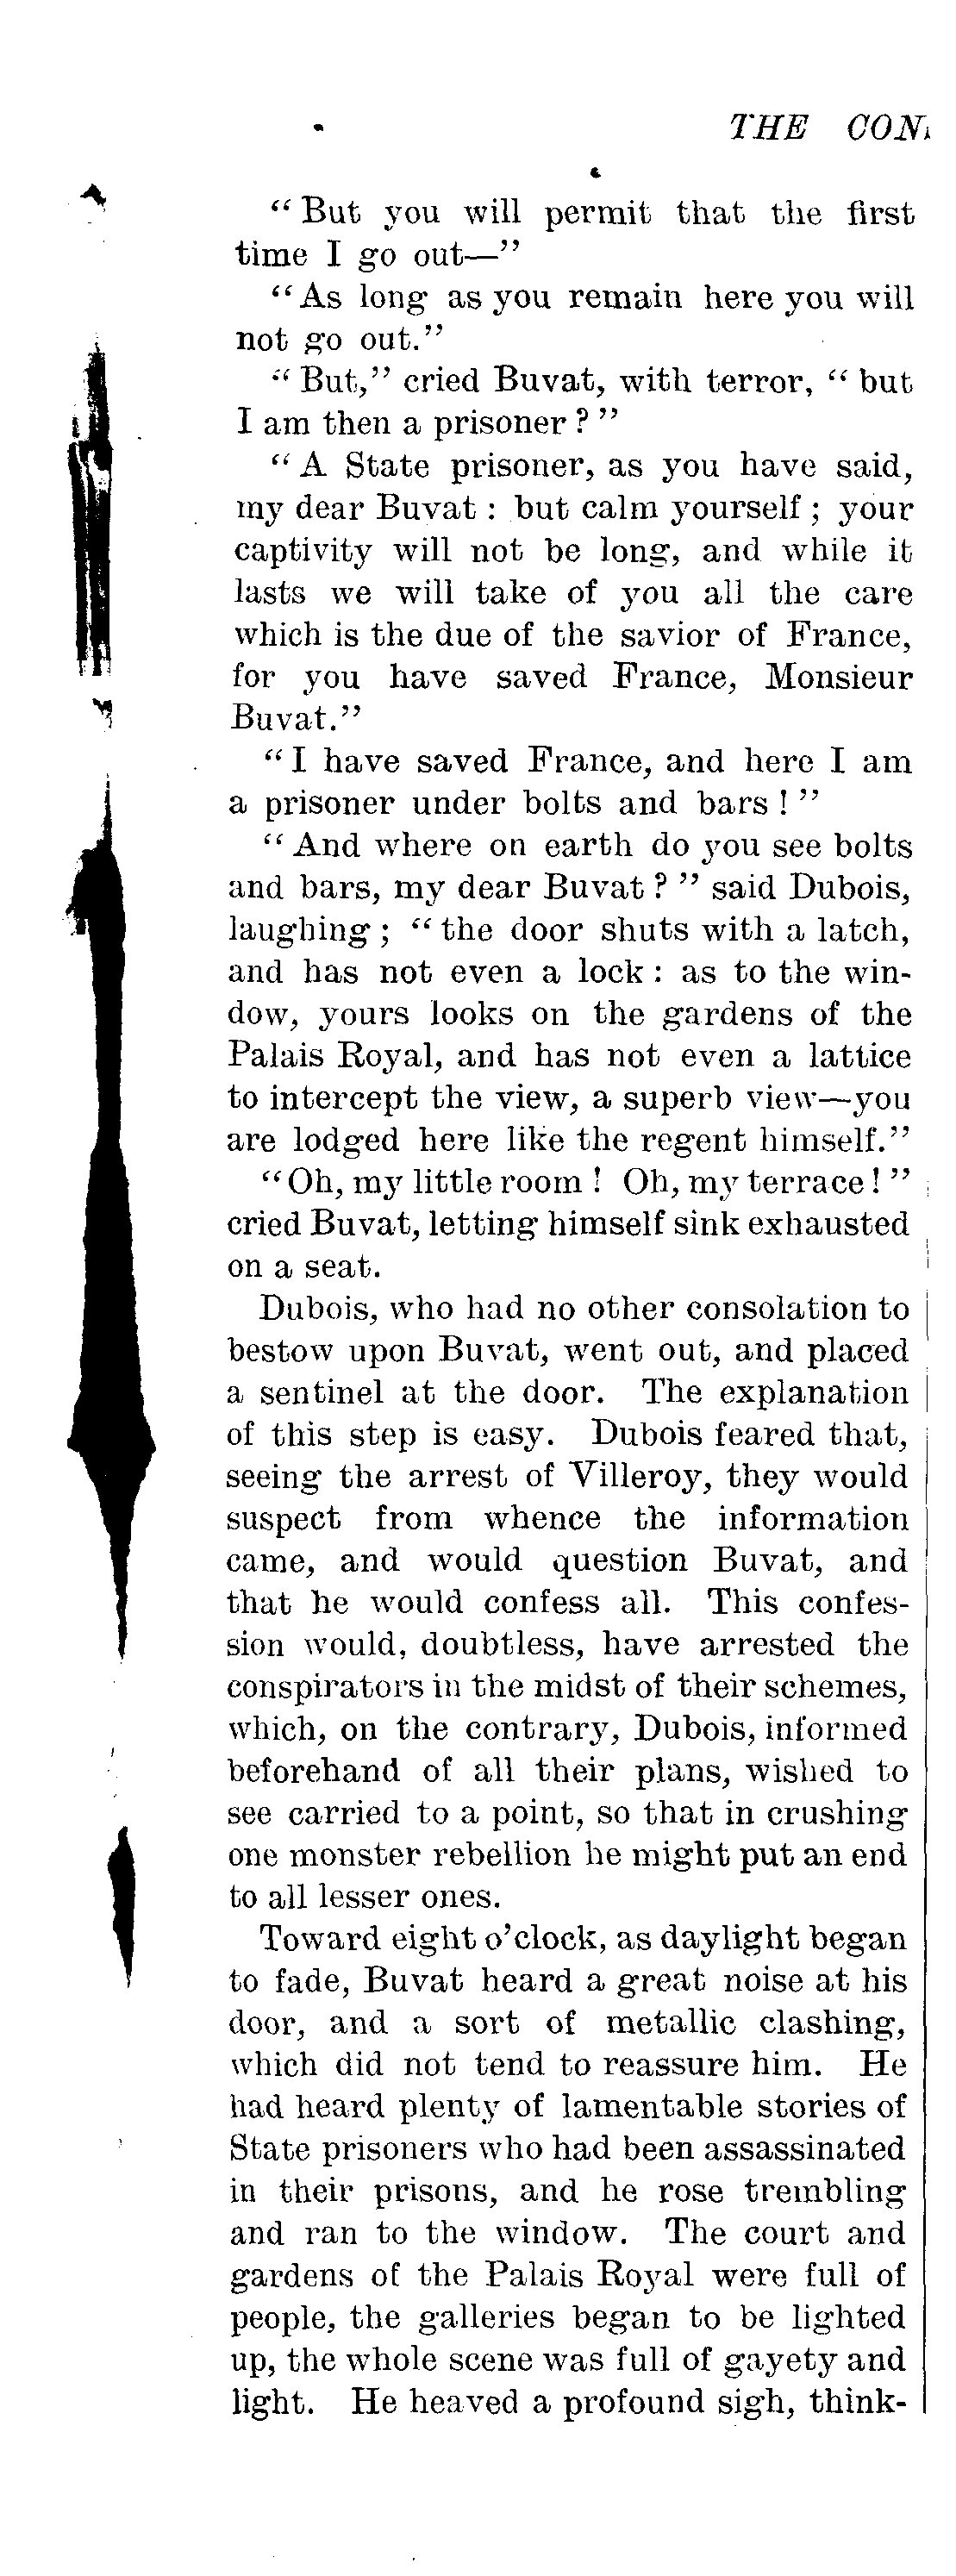 THE CON
“But you will permit that the first
time I go out—”
“As long as you remain here you will
not go out.”
“But,” cried Buvat, with terror, “but
I am then a prisoner?”
“A State prisoner, as you have said,
my dear Buvat: but calm yourself; your
captivity will not be long, and while it
lasts we will take of you all the care
which is the due of the savior of France,
for you have saved France, Monsieur
Buvat.”
“I have saved France, and here I am
a prisoner under bolts and bars!”
“And where on earth do you see bolts
and bars, my dear Buvat?” said Dubois,
laughing; “the door shuts with a latch,
and has not even a lock: as to the win-
dow, yours looks on the gardens of the
Palais Royal, and has not even a lattice
to intercept the view, a superb view—you
are lodged here like the regent himself.”
“Oh, my little room! Oh, my terrace!”
cried Buvat, letting himself sink exhausted
on a seat.
Dubois, who had no other consolation to
bestow upon Buvat, went out, and placed
a sentinel at the door. The explanation
of this step is easy. Dubois feared that,
seeing the arrest of Villeroy, they would
suspect from whence the information
came, and would question Buvat, and
that he would confess all. This confes-
sion would, doubtless, have arrested the
conspirators in the midst of their schemes,
which, on the contrary, Dubois, informed
beforehand of all their plans, wished to
see carried to a point, so that in crushing
one monster rebellion he might put an end
to all lesser ones.
Toward eight o’clock, as daylight began
to fade, Buvat heard a great noise at his
door, and a sort of metallic clashing,
which did not tend to reassure him. He
had heard plenty of lamentable stories of
State prisoners who had been assassinated
in their prisons, and he rose trembling
and ran to the window. The court and
gardens of the Palais Royal were full of
people, the galleries began to be lighted
up, the whole scene was full of gayety and
light. He heaved a profound sigh, think-